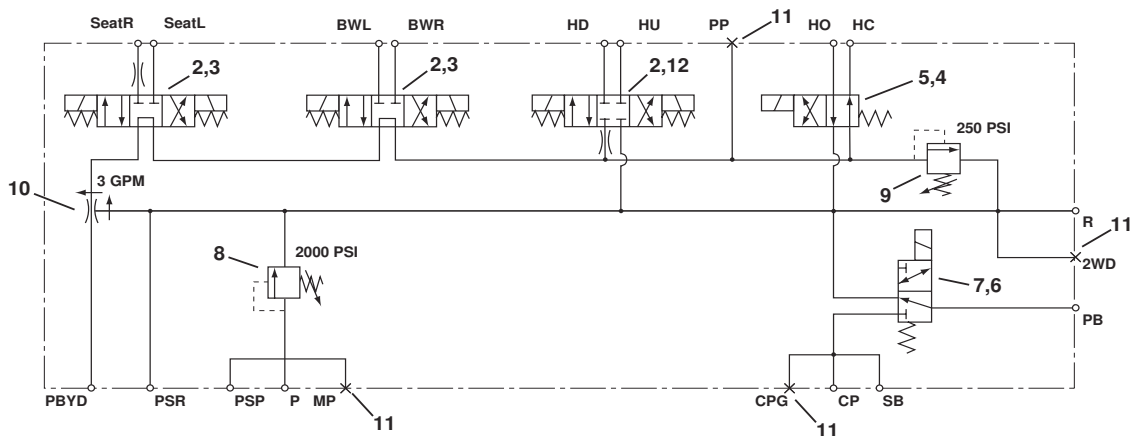 SeatR SeatL BWL BWR HD HU PP 11 HO HC
2,3 2,3 2,12 5,4
250 PSI
10 3 GPM 9
R
8 2000 PSI 11
2WD
7,6
PB
PBYD PSR PSP P MP 11 CPG 11 CP SB